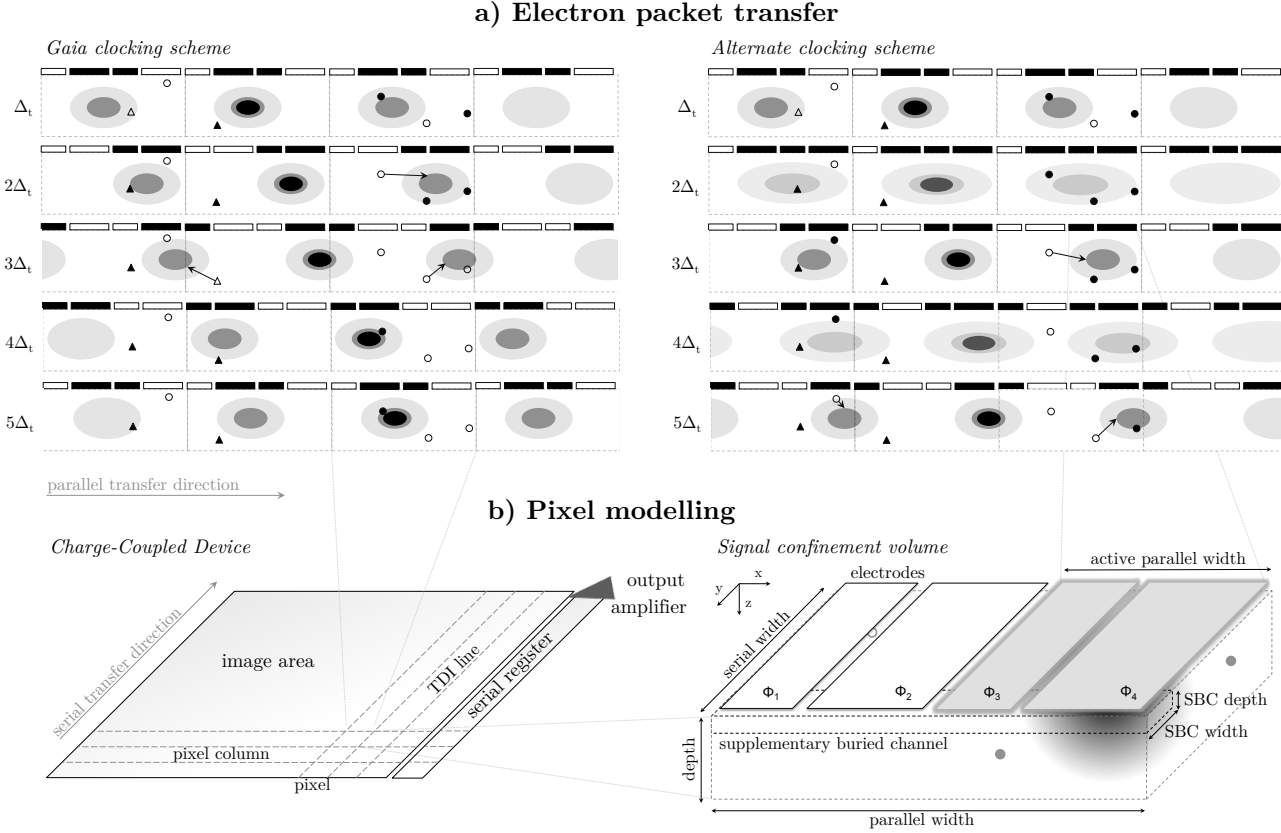 a) Electron packet transfer
Gaia clocking scheme
Alternate clocking scheme
Δt
Δt
2Δt
2Δt
3Δt
3Δt
4Δt
4Δt
5Δt
5Δt
parallel transfer direction
b) Pixel modelling
Charge-Coupled Device
Signal confinement volume
output
amplifier
serial transfer direction
image area
TDI line
serial register
pixel column
pixel
electrodes
active parallel width
x
y
z
serial width
Φ1
Φ2
Φ3
Φ4
SBC depth
SBC width
supplementary buried channel
depth
parallel width